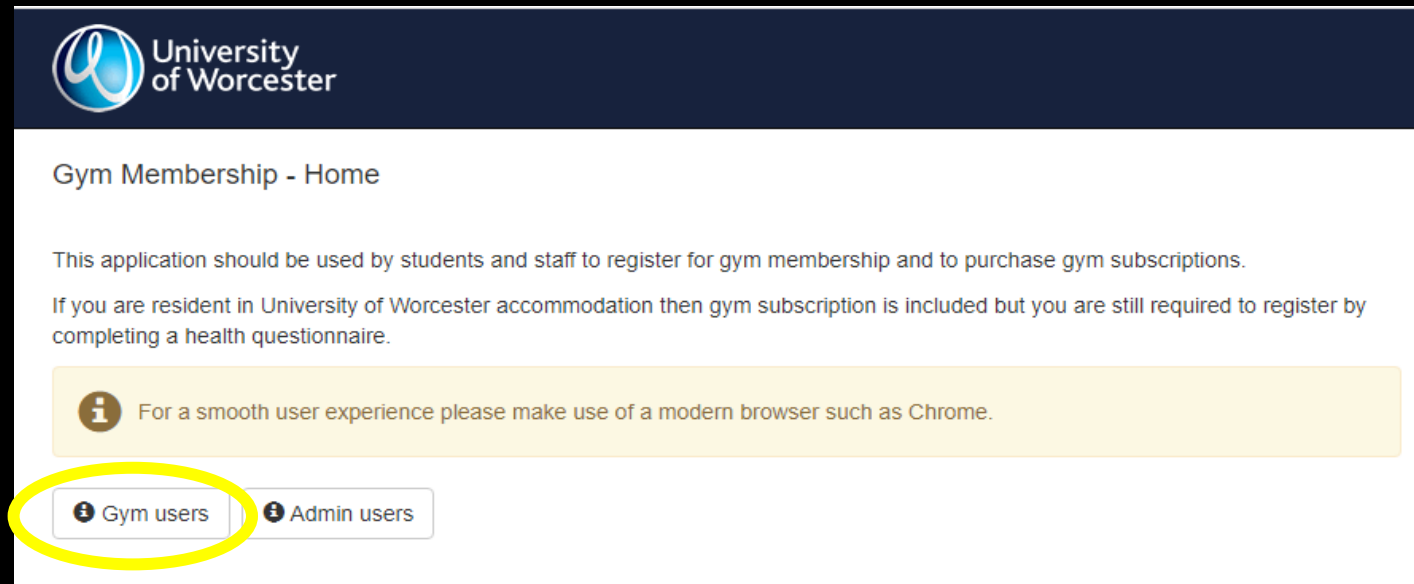 University
of Worcester
Gym Membership - Home
This application should be used by students and staff to register for gym membership and to purchase gym subscriptions.
If you are resident in University of Worcester accommodation then gym subscription is included but you are still required to register by
completing a health questionnaire.
For a smooth user experience please make use of a modern browser such as Chrome.
Gym users Admin users